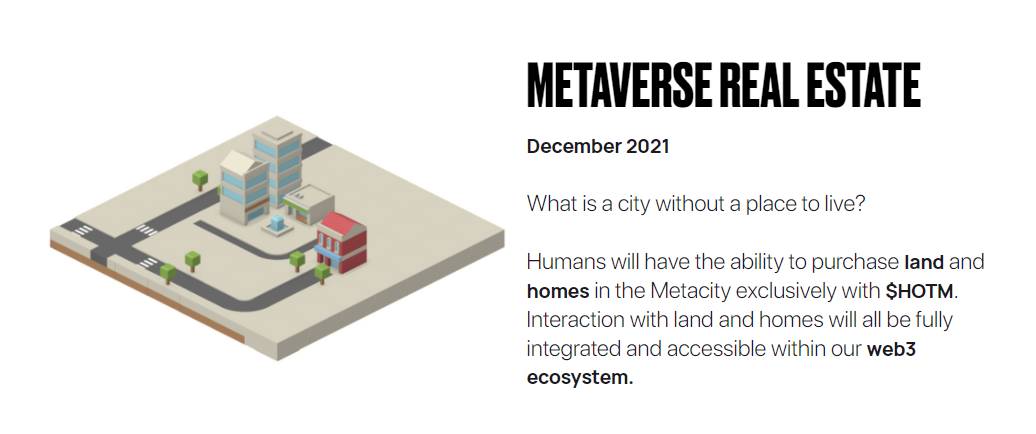 METAVERSE REAL ESTATE
December 2021
What is a city without a place to live?
Humans will have the ability to purchase land and
homes in the Metacity exclusively with $HOTM.
Interaction with land and homes will all be fully
integrated and accessible within our web3
ecosystem.